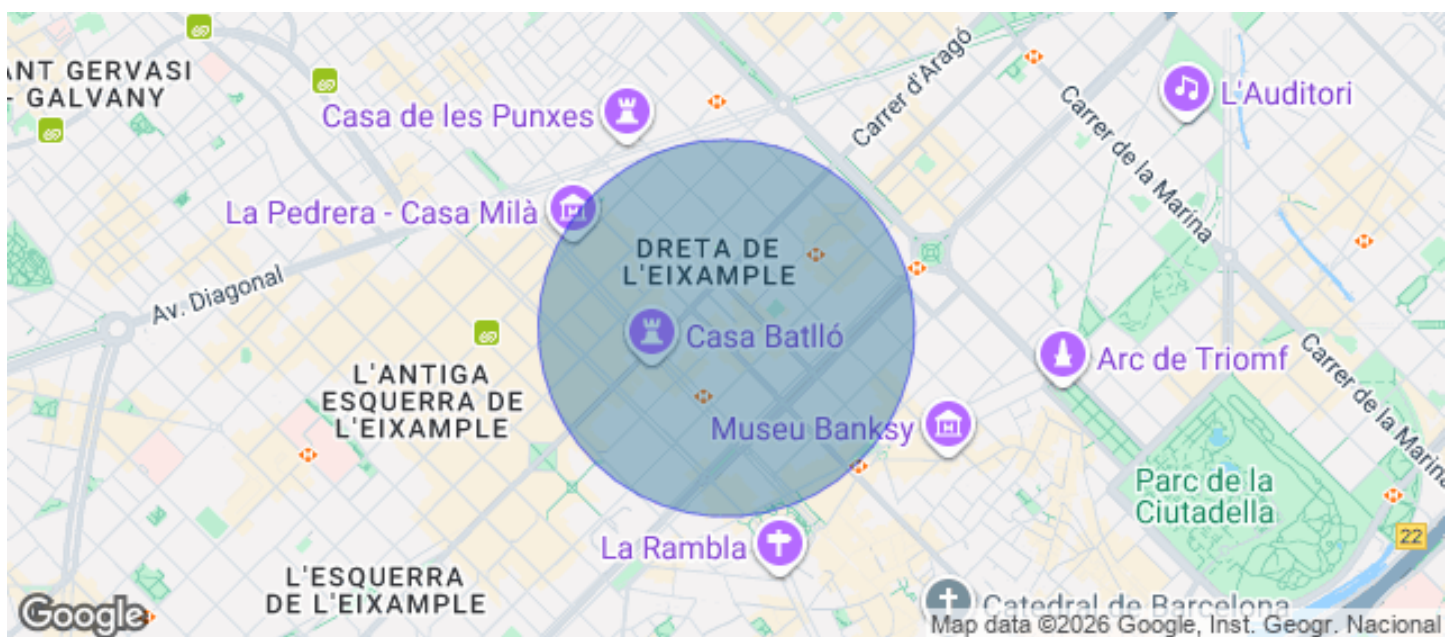 ANT GERVASI
- GALVANY
Casa de les Punxes
Carrer d'Aragó
L'Auditori
Carrer de la Marina
La Pedrera - Casa Milà
DRETA DE
L'EIXAMPLE
Av. Diagonal
Casa Batlló
Arc de Triomf
Carrer de la Marina
L'ANTIGA
ESQUERRA DE
L'EIXAMPLE
Museu Banksy
Parc de la
Ciutadella
22
La Rambla
L'ESQUERRA
DE L'EIXAMPLE
Catedral de Barcelona
Google
Map data ©2026 Google, Inst. Geogr. Nacional